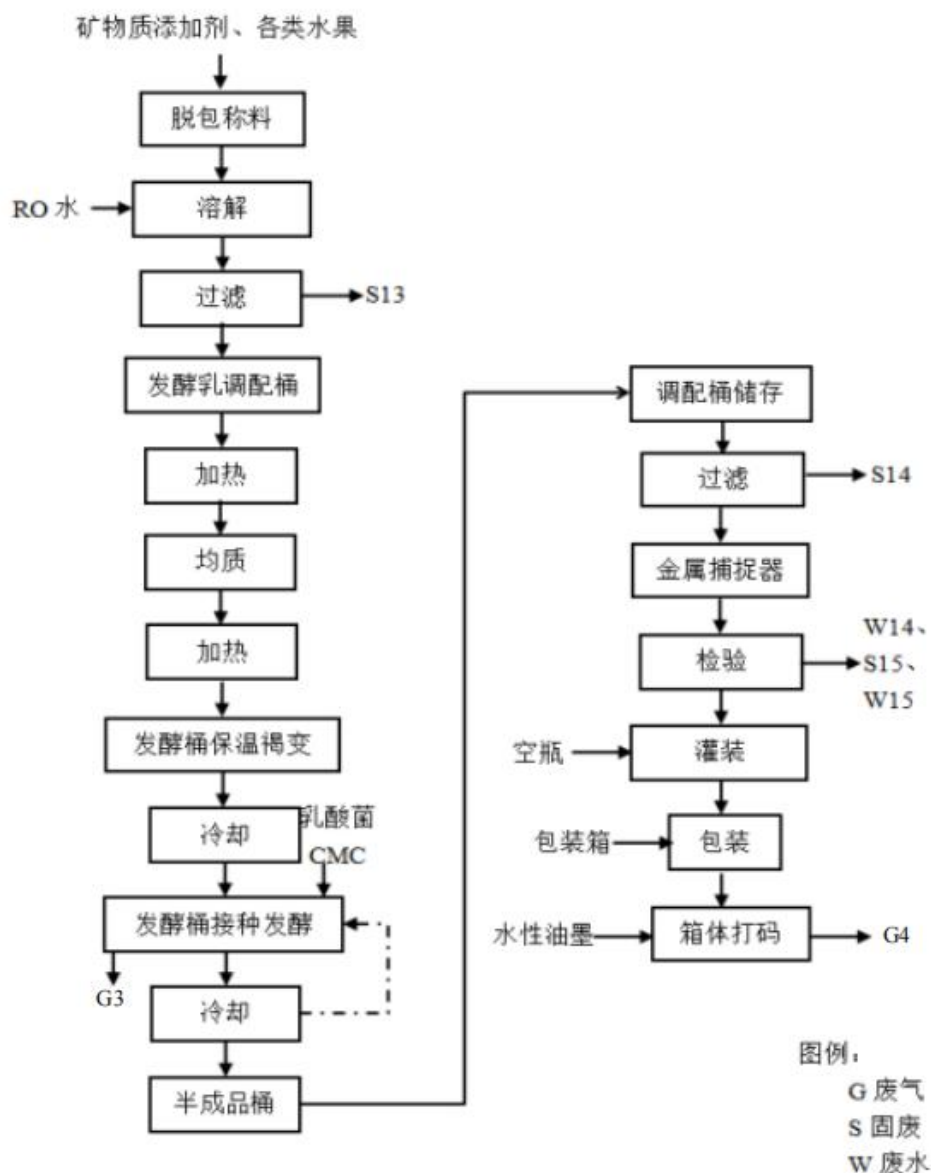 矿物质添加剂、各类水果
脱包称料
RO 水
溶解
过滤
S13
发酵乳调配桶
加热
均质
加热
发酵桶保温褐变
冷却
乳酸菌
CMC
发酵桶接种发酵
G3
冷却
半成品桶
调配桶储存
过滤
S14
金属捕捉器
检验
W14、
S15、
W15
空瓶
灌装
包装箱
包装
水性油墨
箱体打码
G4
图例：
G 废气
S 固废
W 废水